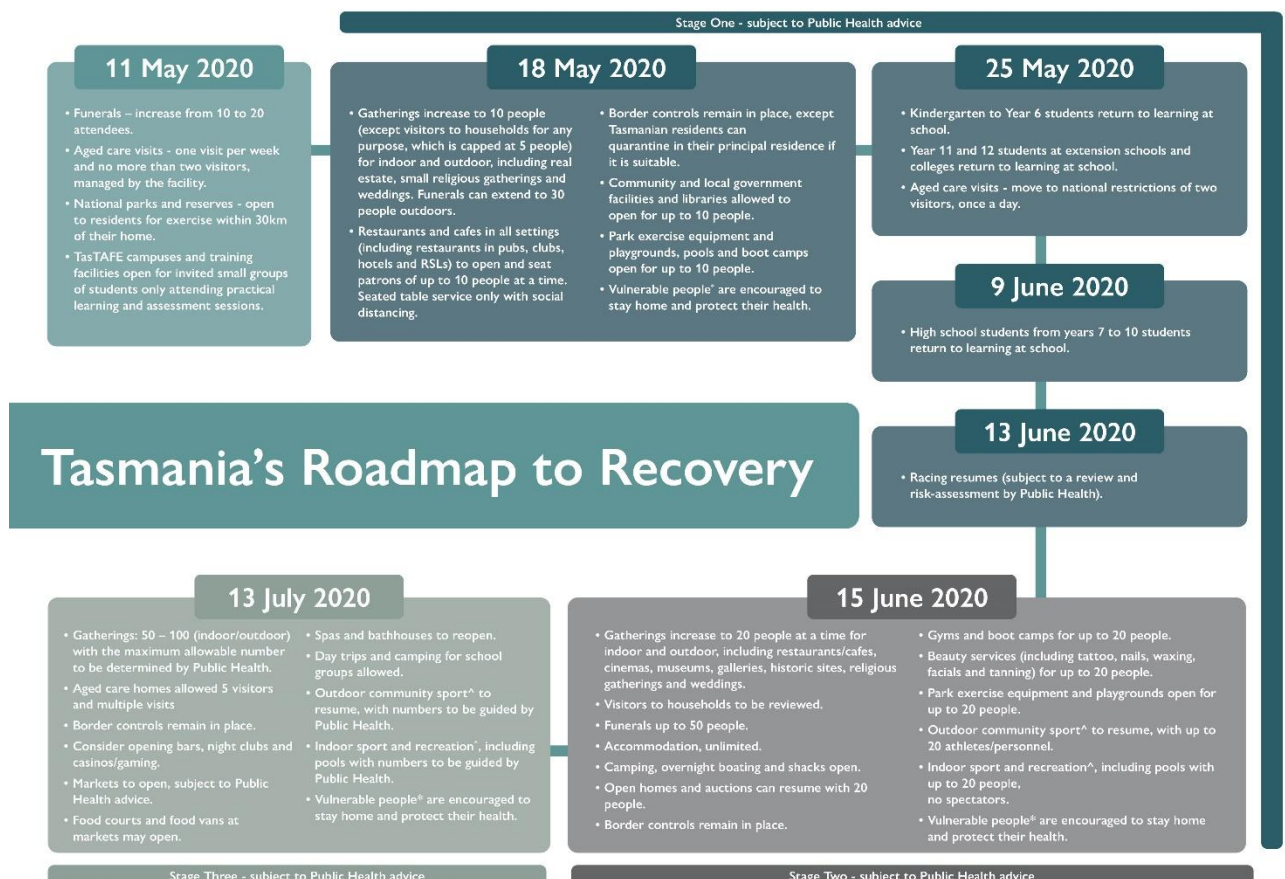 Stage One - subject to Public Health advice
11 May 2020
• Funerals – increase from 10 to 20
attendees.
• Aged care visits - one visit per week
and no more than two visitors,
managed by the facility.
• National parks and reserves - open
to residents for exercise within 30km
of their home.
• TasTAFE campuses and training
facilities open for invited small groups
of students only attending practical
learning and assessment sessions.
18 May 2020
• Gatherings increase to 10 people
(except visitors to households for any
purpose, which is capped at 5 people)
for indoor and outdoor, including real
estate, small religious gatherings and
weddings. Funerals can extend to 30
people outdoors.
• Restaurants and cafes in all settings
(including restaurants in pubs, clubs,
hotels and RSLs) to open and seat
patrons of up to 10 people at a time.
Seated table service only with social
distancing.
• Border controls remain in place, except
Tasmanian residents can
quarantine in their principal residence if
it is suitable.
• Community and local government
facilities and libraries allowed to
open for up to 10 people.
• Park exercise equipment and
playgrounds, pools and boot camps
open for up to 10 people.
• Vulnerable people* are encouraged to
stay home and protect their health.
25 May 2020
• Kindergarten to Year 6 students return to learning at
school.
• Year 11 and 12 students at extension schools and
colleges return to learning at school.
• Aged care visits - move to national restrictions of two
visitors, once a day.
9 June 2020
• High school students from years 7 to 10 students
return to learning at school.
13 June 2020
• Racing resumes (subject to a review and
risk-assessment by Public Health).
Tasmania's Roadmap to Recovery
15 June 2020
• Gatherings increase to 20 people at a time for
indoor and outdoor, including restaurants/cafes,
cinemas, museums, galleries, historic sites, religious
gatherings and weddings.
• Visitors to households to be reviewed.
• Funerals up to 50 people.
• Accommodation, unlimited.
• Camping, overnight boating and shacks open.
• Open homes and auctions can resume with 20
people.
• Border controls remain in place.
• Gyms and boot camps for up to 20 people.
• Beauty services (including tattoo, nails, waxing,
facials and tanning) for up to 20 people.
• Park exercise equipment and playgrounds open for
up to 20 people.
• Outdoor community sport^ to resume, with up to
20 athletes/personnel.
• Indoor sport and recreation^, including pools with
up to 20 people,
no spectators.
• Vulnerable people* are encouraged to stay home
and protect their health.
Stage Two - subject to Public Health advice
13 July 2020
• Gatherings: 50 – 100 (indoor/outdoor)
with the maximum allowable number
to be determined by Public Health.
• Aged care homes allowed 5 visitors
and multiple visits
• Border controls remain in place.
• Consider opening bars, night clubs and
casinos/gaming.
• Markets to open, subject to Public
Health advice.
• Food courts and food vans at
markets may open.
• Spas and bathhouses to reopen.
• Day trips and camping for school
groups allowed.
• Outdoor community sport^ to
resume, with numbers to be guided by
Public Health.
• Indoor sport and recreation^, including
pools with numbers to be guided by
Public Health.
• Vulnerable people* are encouraged to
stay home and protect their health.
Stage Three - subject to Public Health advice